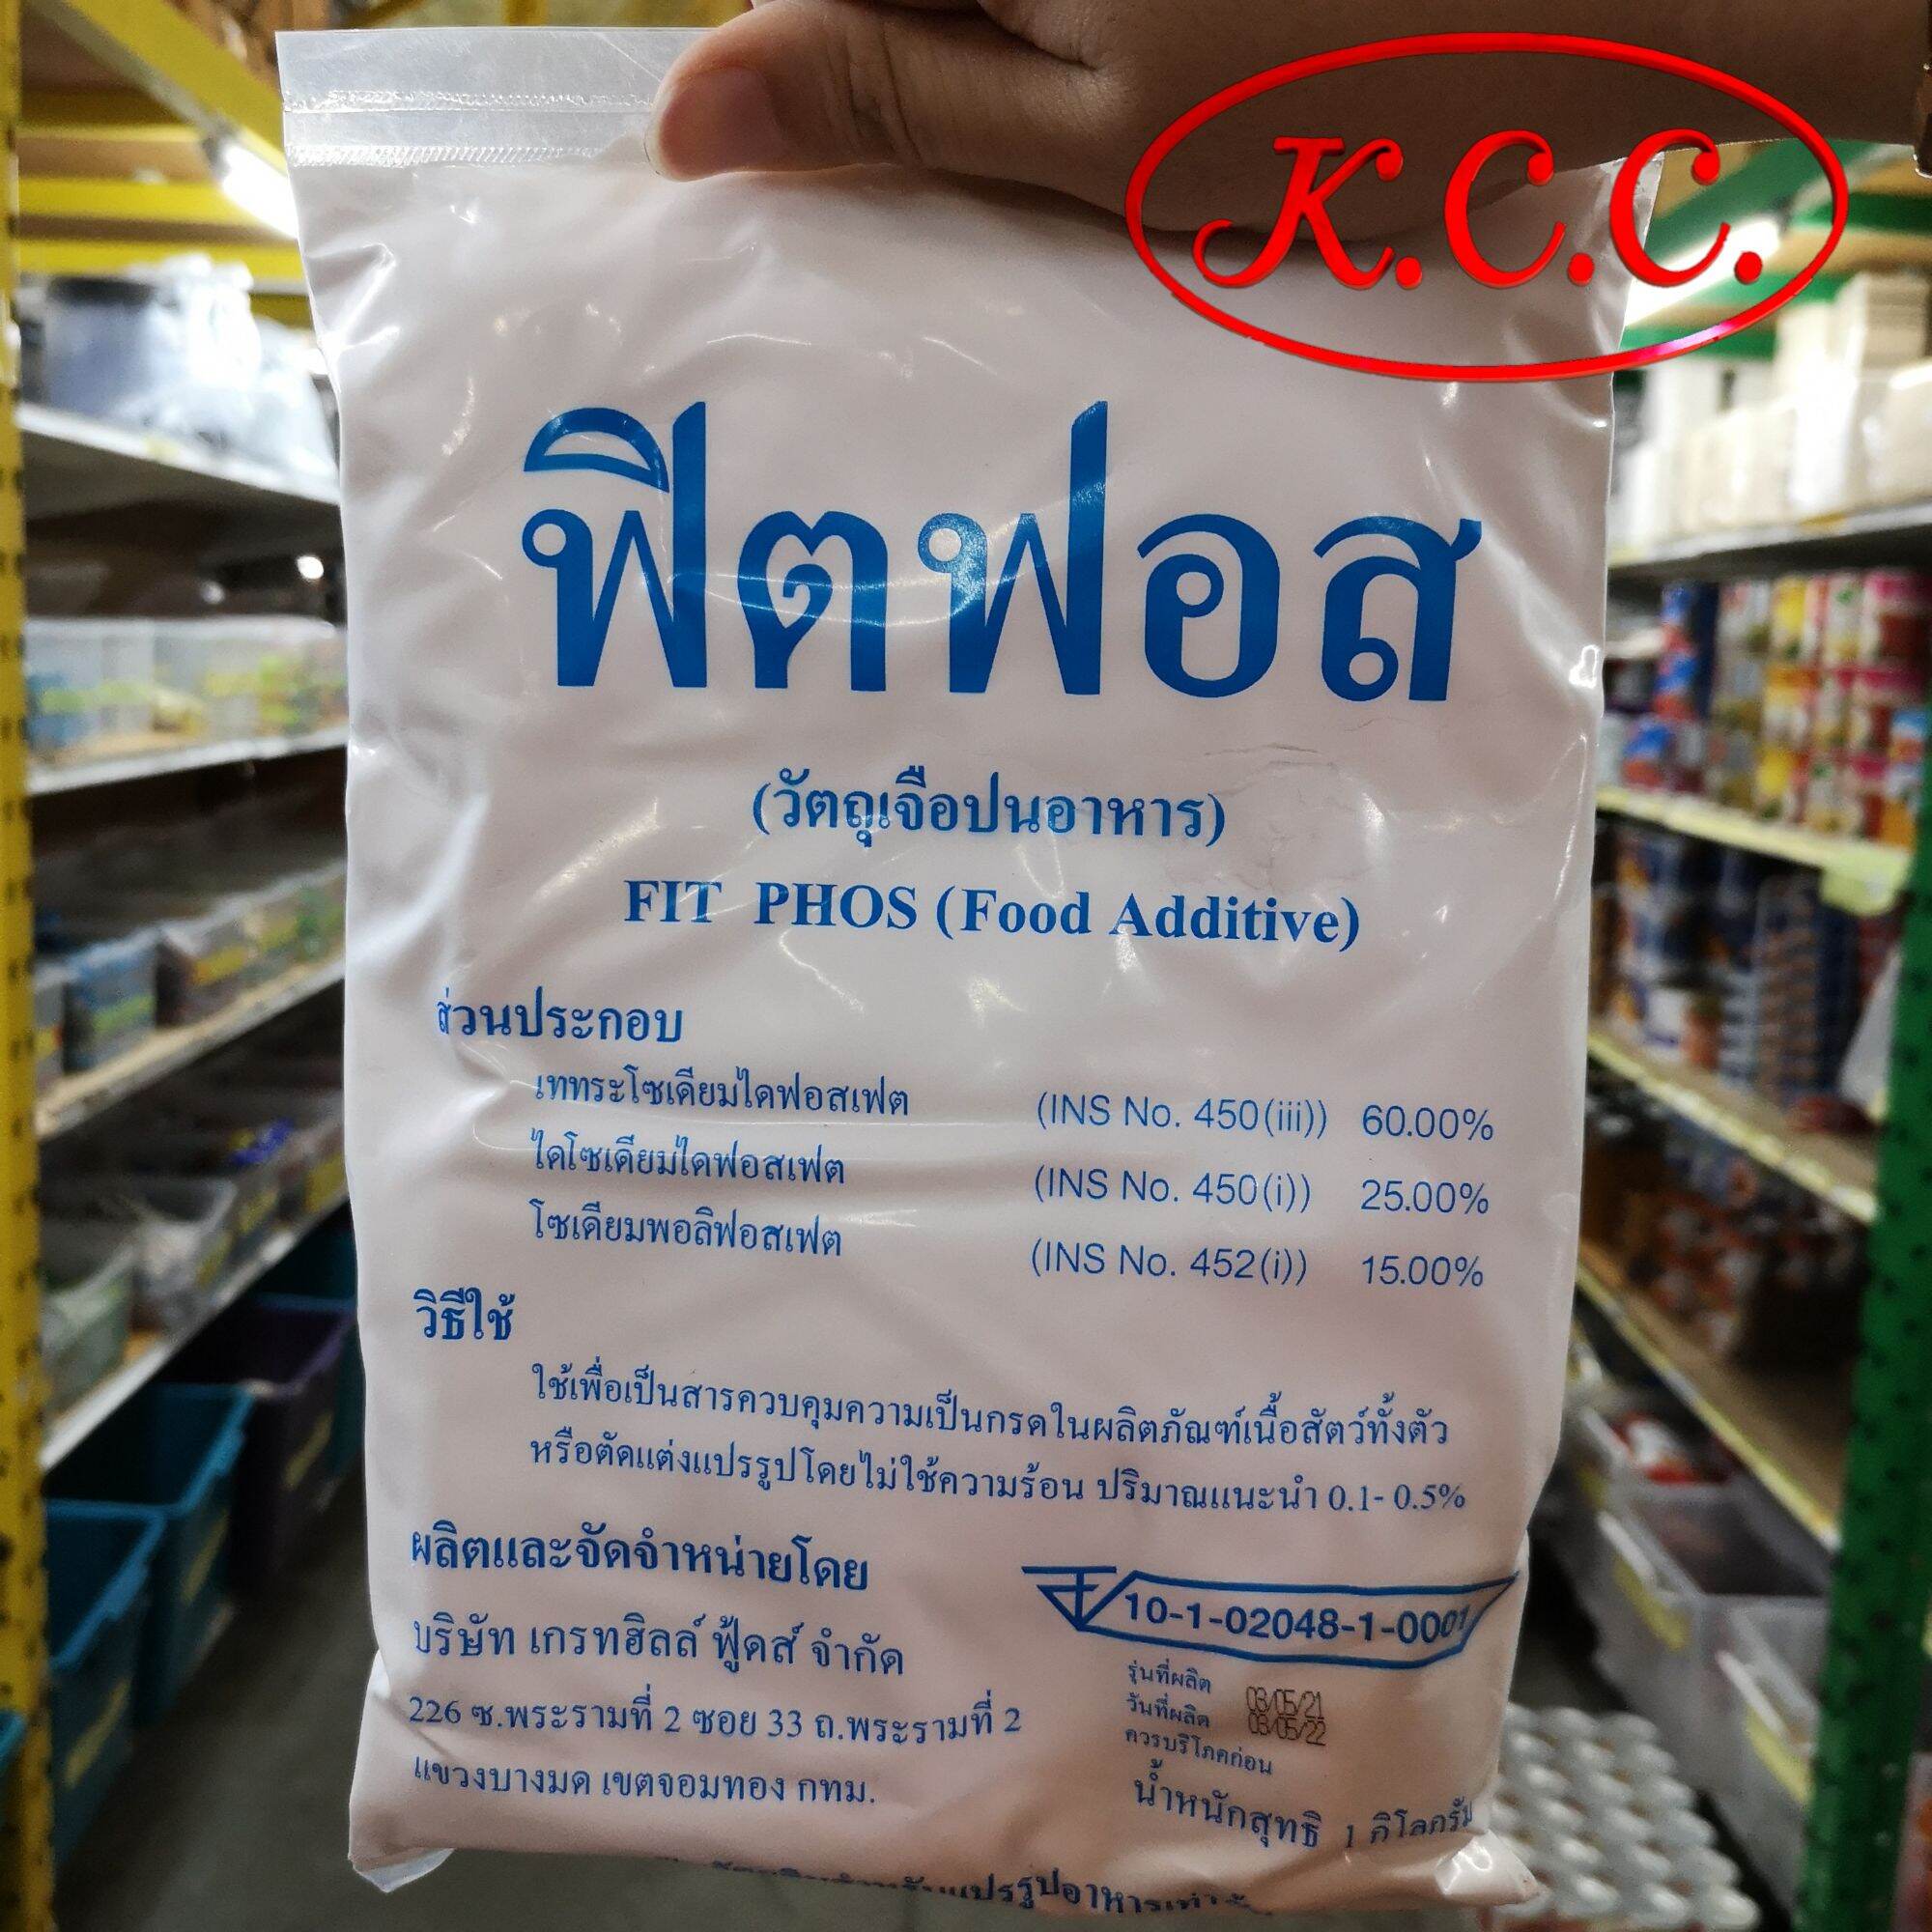 K.C.C.
ฟิตฟอส
(วัตถุเจือปนอาหาร)
FIT PHOS (Food Additive)
ส่วนประกอบ
เททระโซเดียมไดฟอสเฟต (INS No. 450(iii)) 60.00%
ไดโซเดียมไดฟอสเฟต (INS No. 450(i)) 25.00%
โซเดียมพอลิฟอสเฟต (INS No. 452(i)) 15.00%
วิธีใช้
ใช้เพื่อเป็นสารควบคุมความเป็นกรดในผลิตภัณฑ์เนื้อสัตว์ทั้งตัว
หรือตัดแต่งแปรรูปโดยไม่ใช้ความร้อน ปริมาณแนะนำ 0.1- 0.5%
ผลิตและจัดจำหน่ายโดย
บริษัท เกรทฮิลล์ ฟู้ดส์ จำกัด
226 ซ.พระรามที่ 2 ซอย 33 ถ.พระรามที่ 2
แขวงบางมด เขตจอมทอง กทม.
10-1-02048-1-0001
รุ่นที่ผลิต
วันที่ผลิต 03/05/21
ควรบริโภคก่อน 03/05/22
น้ำหนักสุทธิ 1 กิโลกรัม
แปรรูปอาหาร